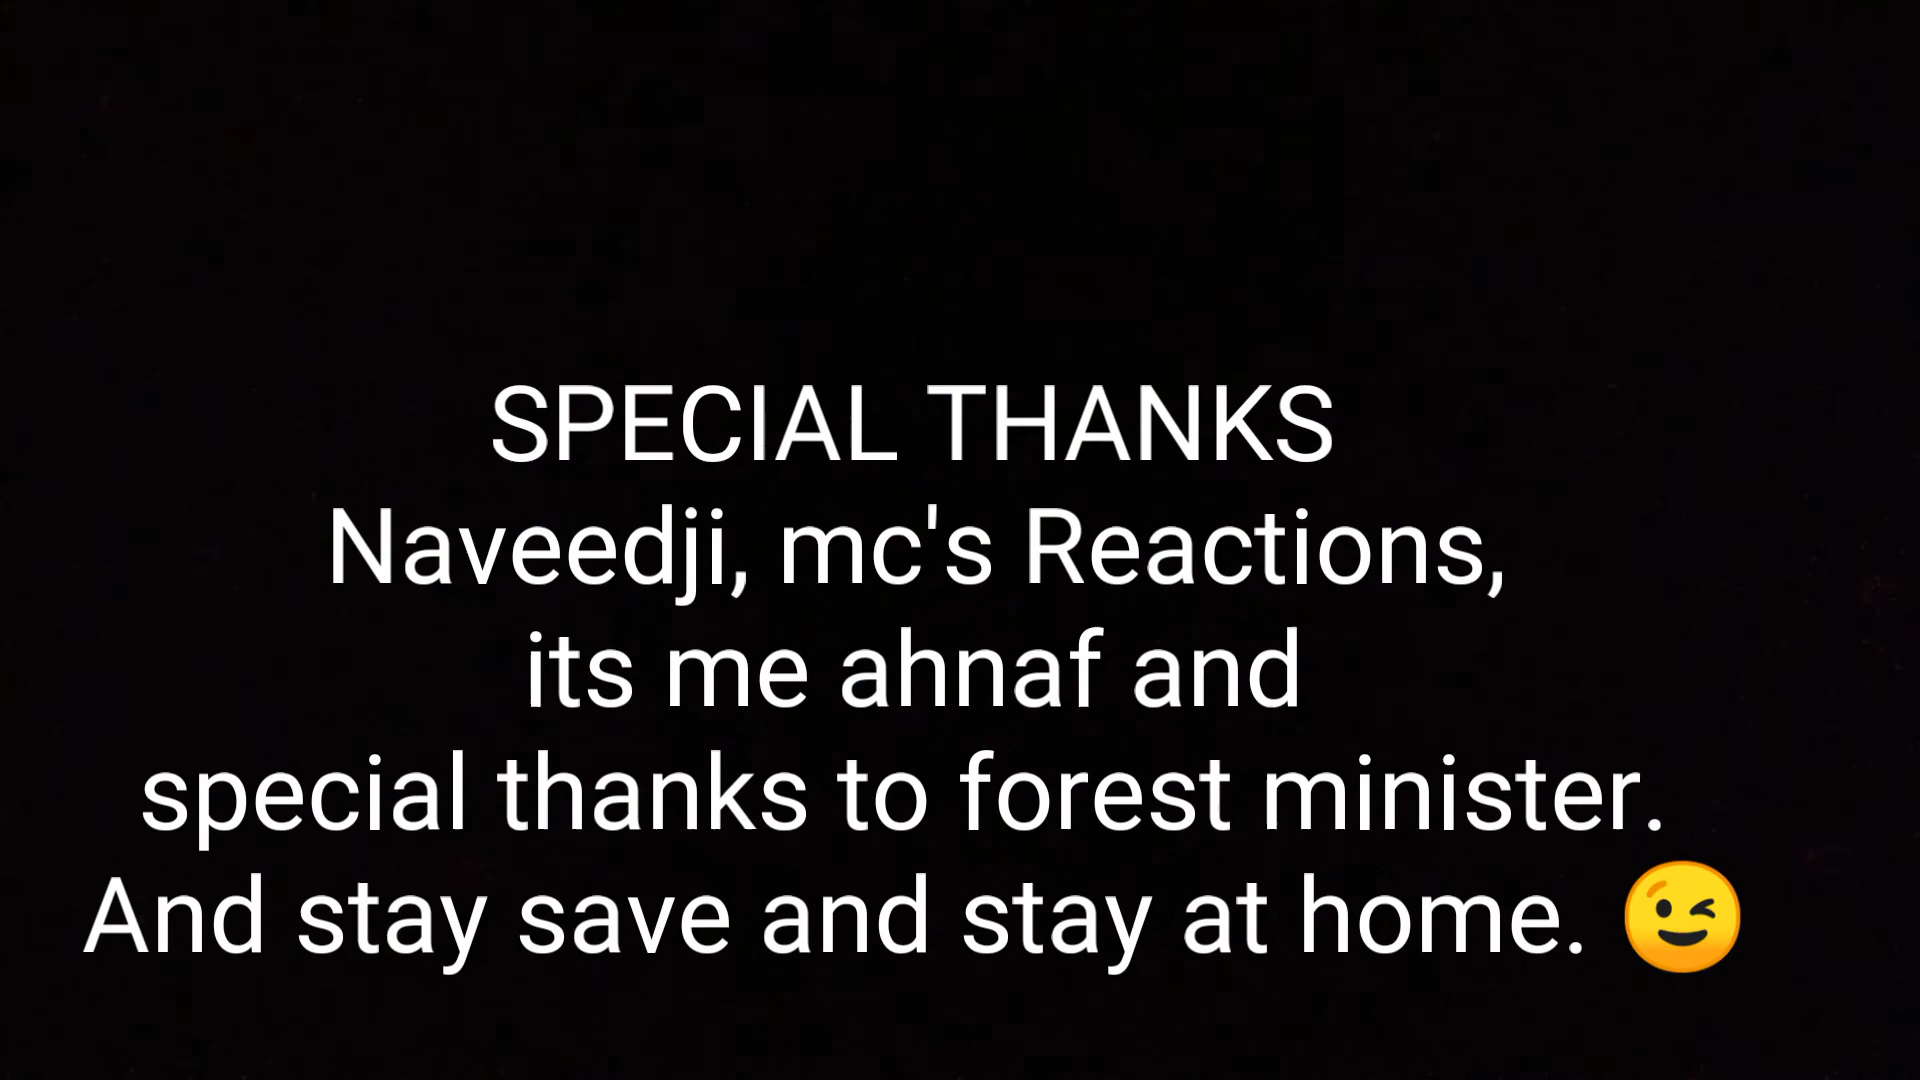 SPECIAL THANKS
Naveedji, mc's Reactions,
its me ahnaf and
special thanks to forest minister.
And stay save and stay at home. 😉